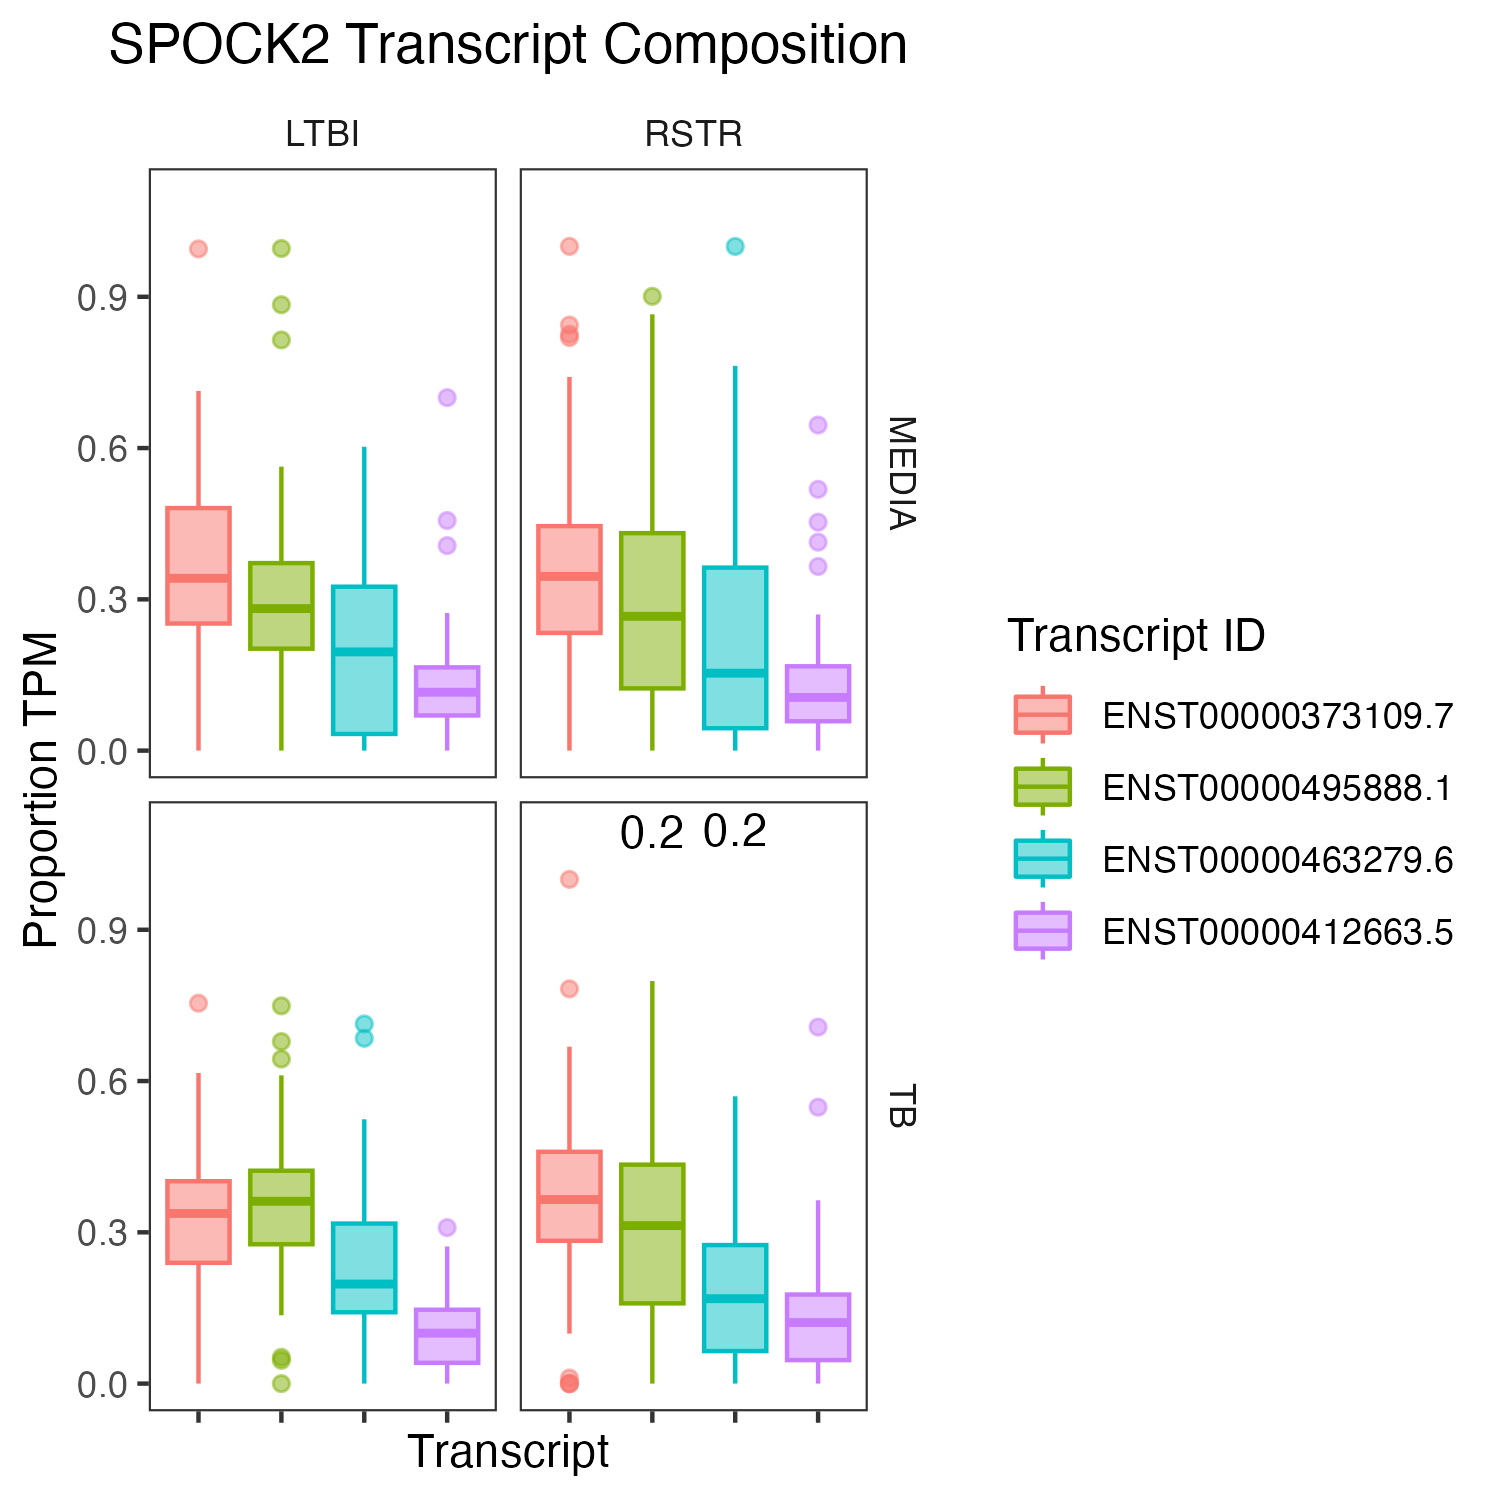 SPOCK2 Transcript Composition
LTBI
RSTR
Proportion TPM
0.9
0.6
0.3
0.0
MEDIA
0.2 0.2
0.9
0.6
0.3
0.0
TB
Transcript
Transcript ID
ENST00000373109.7
ENST00000495888.1
ENST00000463279.6
ENST00000412663.5